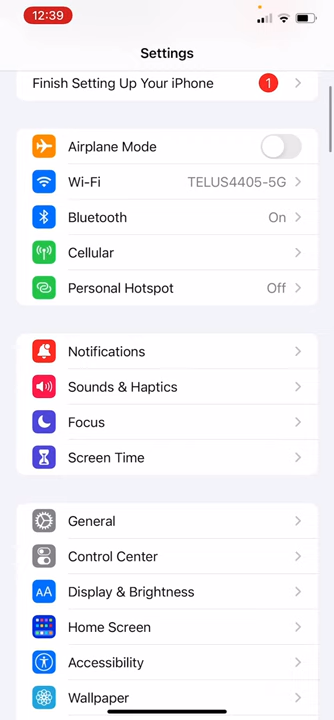 12:39
Settings
Finish Setting Up Your iPhone 1
Airplane Mode
Wi-Fi TELUS4405-5G
Bluetooth On
Cellular
Personal Hotspot Off
Notifications
Sounds & Haptics
Focus
Screen Time
General
Control Center
AA Display & Brightness
Home Screen
Accessibility
Wallpaper